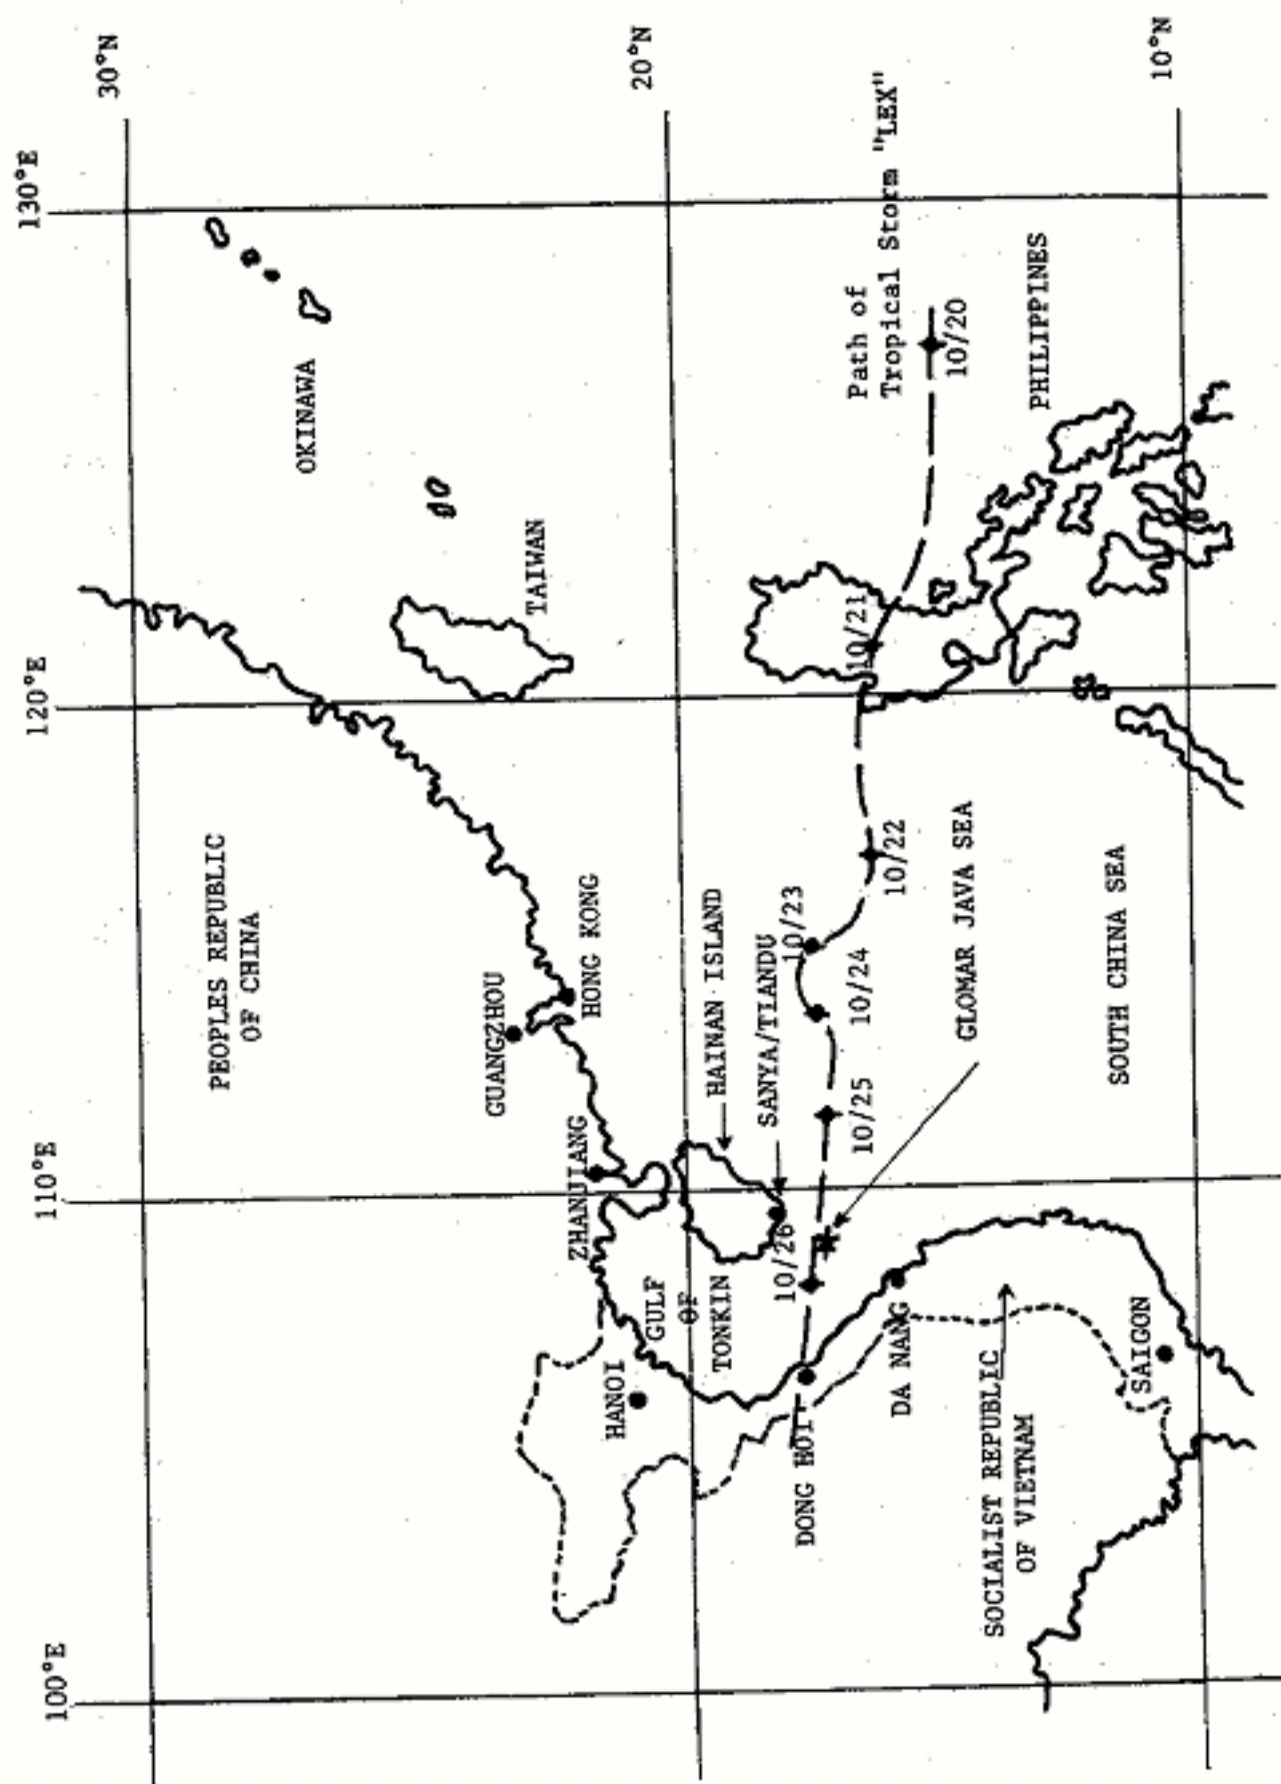 30°N
20°N
10°N
130°E
120°E
110°E
100°E
PEOPLES REPUBLIC
OF CHINA
OKINAWA
TAIWAN
GUANGZHOU
HONG KONG
ZHANJIANG
HAINAN ISLAND
SANYA/TIANDU
GULF
OF
TONKIN
HANOI
DONG HOI
DA NANG
SAIGON
SOCIALIST REPUBLIC
OF VIETNAM
Path of
Tropical Storm "LEX"
10/20
10/21
10/22
10/23
10/24
10/25
10/26
GLOMAR JAVA SEA
SOUTH CHINA SEA
PHILIPPINES